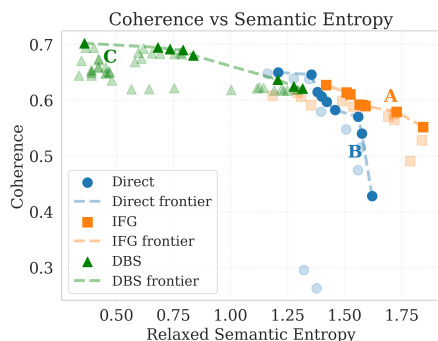 Coherence vs Semantic Entropy
Coherence
0.7
0.6
0.5
0.4
0.3
C
A
B
Direct
Direct frontier
IFG
IFG frontier
DBS
DBS frontier
0.50 0.75 1.00 1.25 1.50 1.75
Relaxed Semantic Entropy